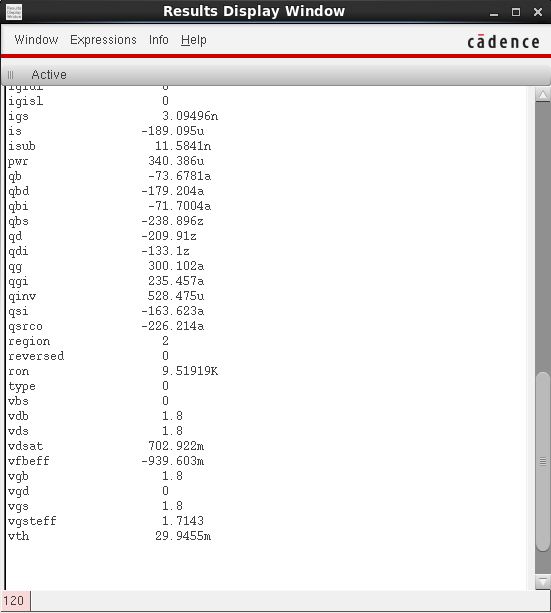 Results Display Window
Window Expressions Info Help
cādence
Active
igisl 0
igs 3.09496n
is -189.095u
isub 11.5841n
pwr 340.386u
qb -73.6781a
qbd -179.204a
qbi -71.7004a
qbs -238.896z
qd -209.91z
qdi -133.1z
qg 300.102a
qgi 235.457a
qinv 528.475u
qsi -163.623a
qsrco -226.214a
region 2
reversed 0
ron 9.51919K
type 0
vbs 0
vdb 1.8
vds 1.8
vdsat 702.922m
vfbeff -939.603m
vgb 1.8
vgd 0
vgs 1.8
vgsteff 1.7143
vth 29.9455m
120